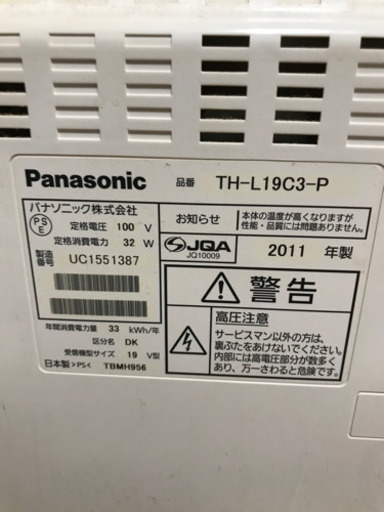 Panasonic 品番 TH-L19C3-P
パナソニック株式会社
PS
E
定格電圧 100 V
定格消費電力 32 W
製造番号 UC1551387
お知らせ
本体の温度が高くなりますが
性能・品質には問題ありません。
JQA
JQ10009
2011 年製
警告
高圧注意
サービスマン以外の方は、
裏ぶたをあけないでください。
内部には高電圧部分が数多く
あり、万一さわると危険です。
年間消費電力量 33 kWh/年
区分名 DK
受信機型サイズ 19 V型
日本製 >PS< TBMH956